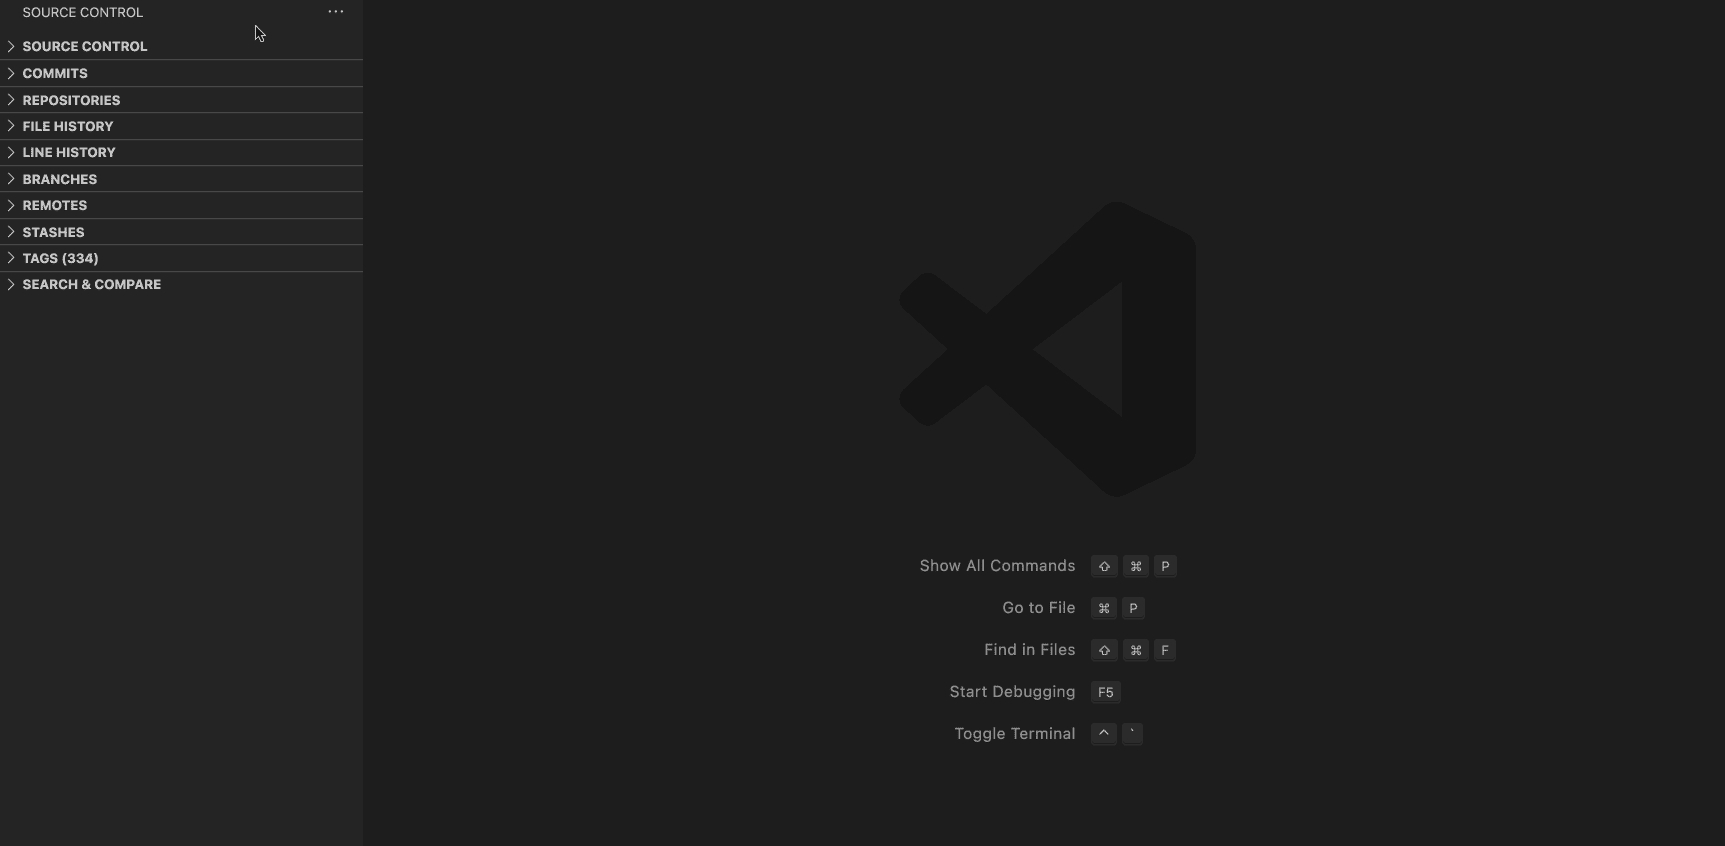 SOURCE CONTROL
SOURCE CONTROL
COMMITS
REPOSITORIES
FILE HISTORY
LINE HISTORY
BRANCHES
REMOTES
STASHES
TAGS (334)
SEARCH & COMPARE
Show All Commands ⇧ ⌘ P
Go to File ⌘ P
Find in Files ⇧ ⌘ F
Start Debugging F5
Toggle Terminal ^ `